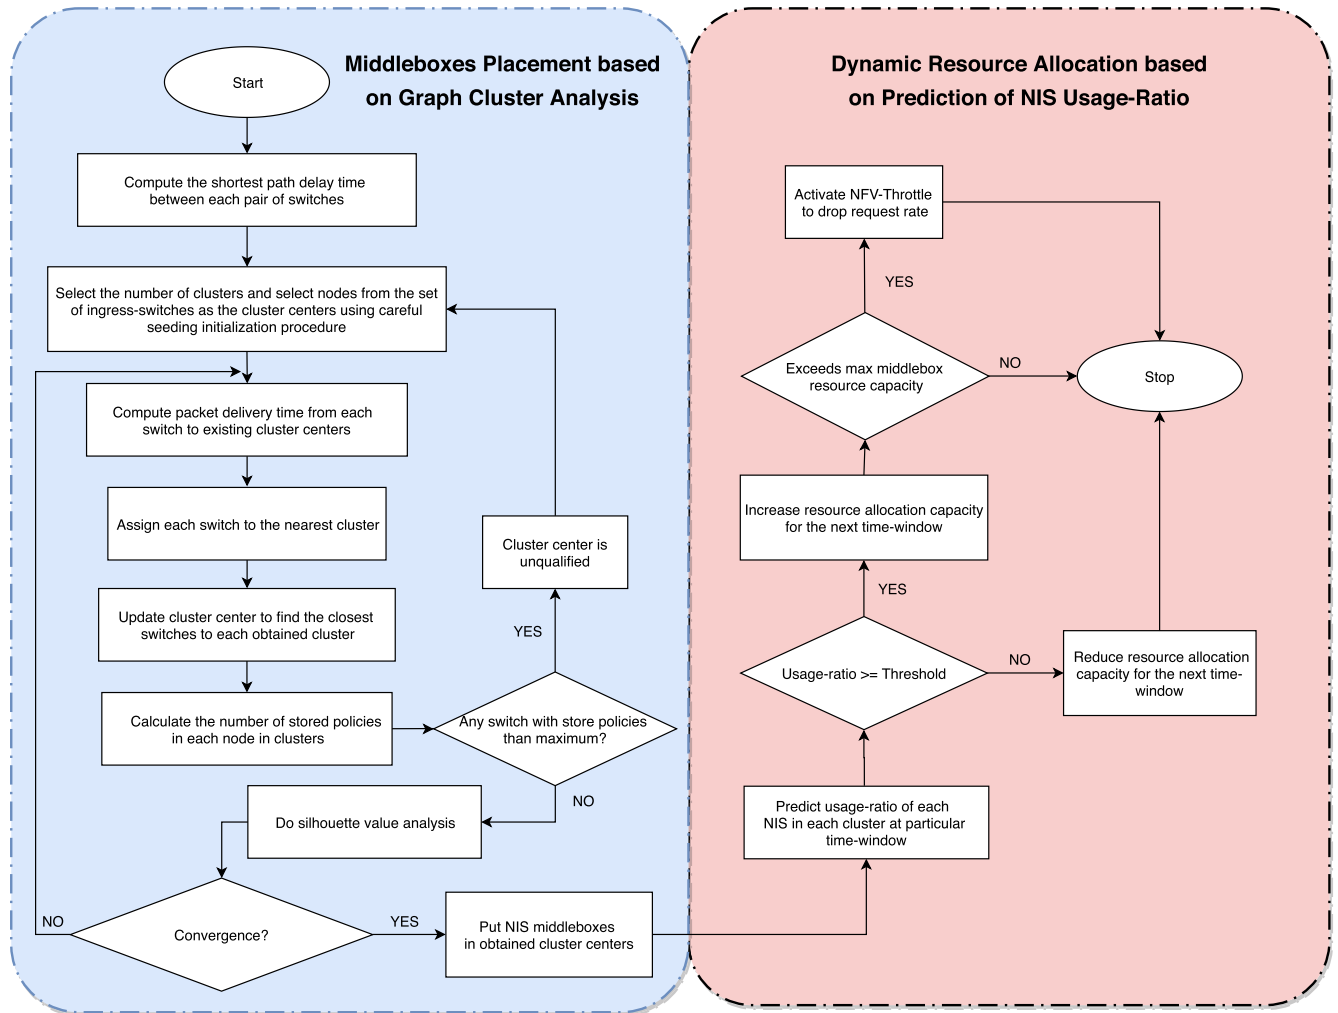 Middleboxes Placement based
on Graph Cluster Analysis
Start
Compute the shortest path delay time
between each pair of switches
Select the number of clusters and select nodes from the set
of ingress-switches as the cluster centers using careful
seeding initialization procedure
Compute packet delivery time from each
switch to existing cluster centers
Assign each switch to the nearest cluster
Update cluster center to find the closest
switches to each obtained cluster
Calculate the number of stored policies
in each node in clusters
Any switch with store policies
than maximum?
YES
Cluster center is
unqualified
NO
Do silhouette value analysis
Convergence?
NO
YES
Put NIS middleboxes
in obtained cluster centers
Dynamic Resource Allocation based
on Prediction of NIS Usage-Ratio
Predict usage-ratio of each
NIS in each cluster at particular
time-window
Usage-ratio >= Threshold
NO
Reduce resource allocation
capacity for the next time-
window
YES
Increase resource allocation capacity
for the next time-window
Exceeds max middlebox
resource capacity
NO
Stop
YES
Activate NFV-Throttle
to drop request rate